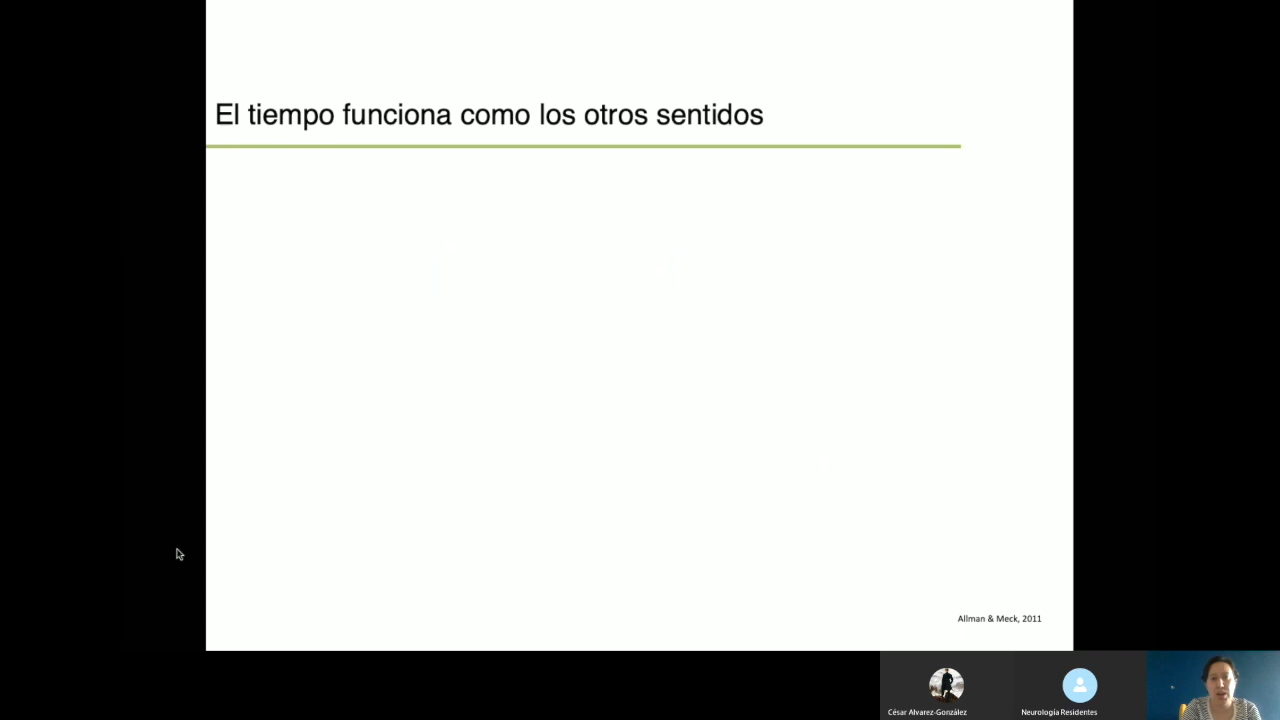 El tiempo funciona como los otros sentidos
Allman & Meck, 2011
César Alvarez-González
Neurología Residentes